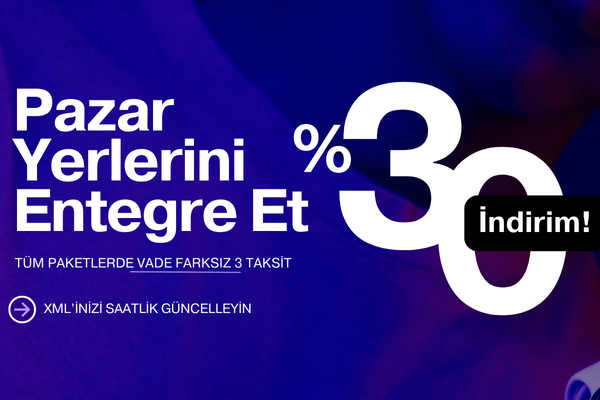 Pazar
Yerlerini
Entegre Et
%30
İndirim!
TÜM PAKETLERDE VADE FARKSIZ 3 TAKSİT
XML'İNİZİ SAATLİK GÜNCELLEYİN